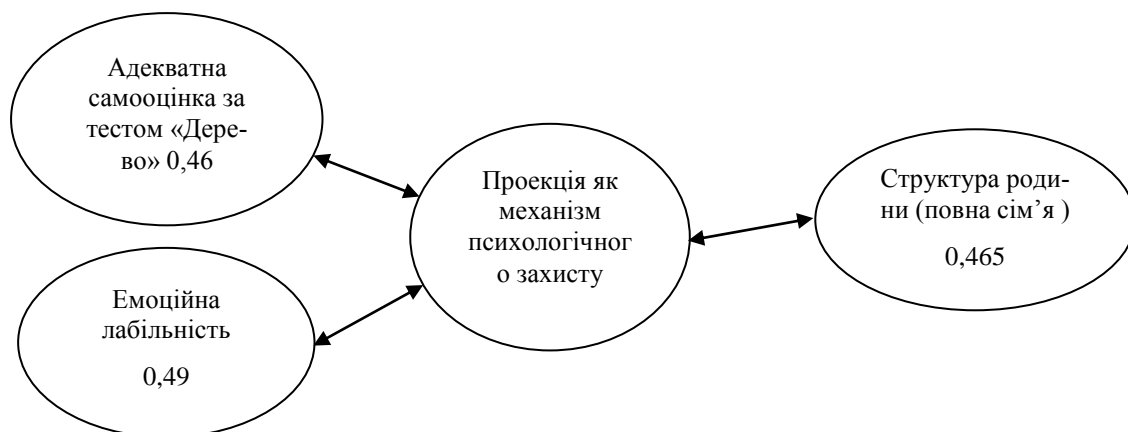 Адекватна
самооцінка за
тестом «Дере-
во» 0,46
Проекція як
механізм
психологічног
о захисту
Структура роди-
ни (повна сім’я )
0,465
Емоційна
лабільність
0,49